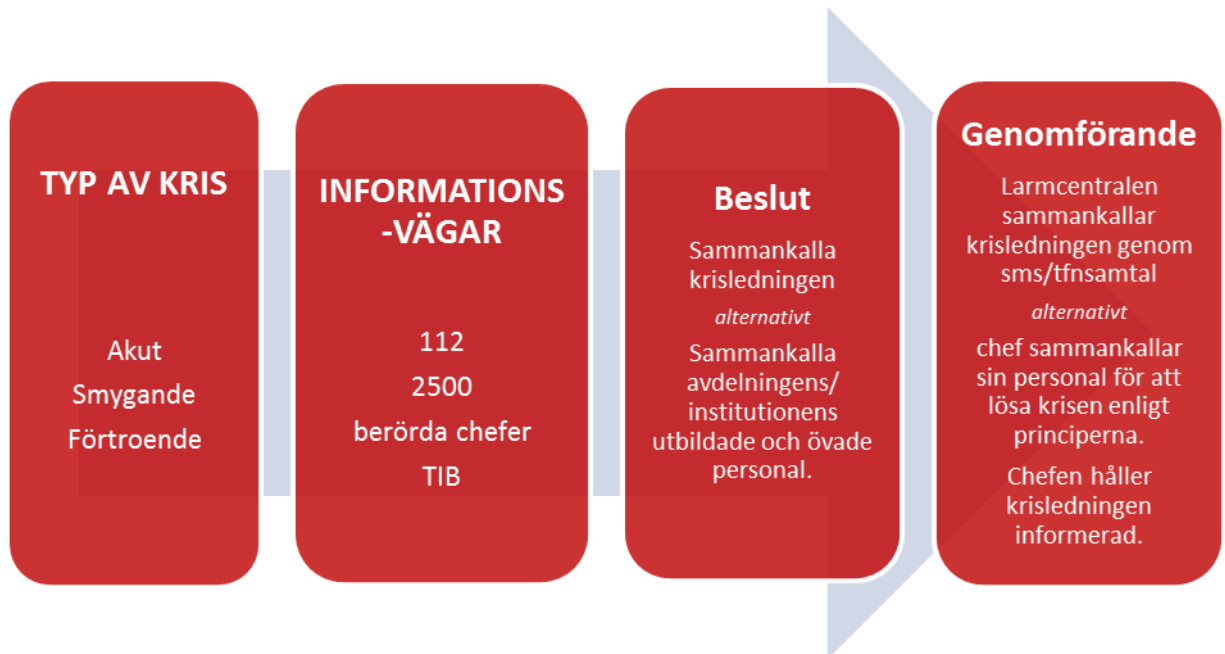 TYP AV KRIS
Akut
Smygande
Förtroende
INFORMATIONS
-VÄGAR
112
2500
berörda chefer
TIB
Beslut
Sammankalla
krisledningen
alternativt
Sammankalla
avdelningens/
institutionens
utbildade och övade
personal.
Genomförande
Larmcentralen
sammankallar
krisledningen genom
sms/tfnsamtal
alternativt
chef sammankallar
sin personal för att
lösa krisen enligt
principerna.
Chefen håller
krisledningen
informerad.